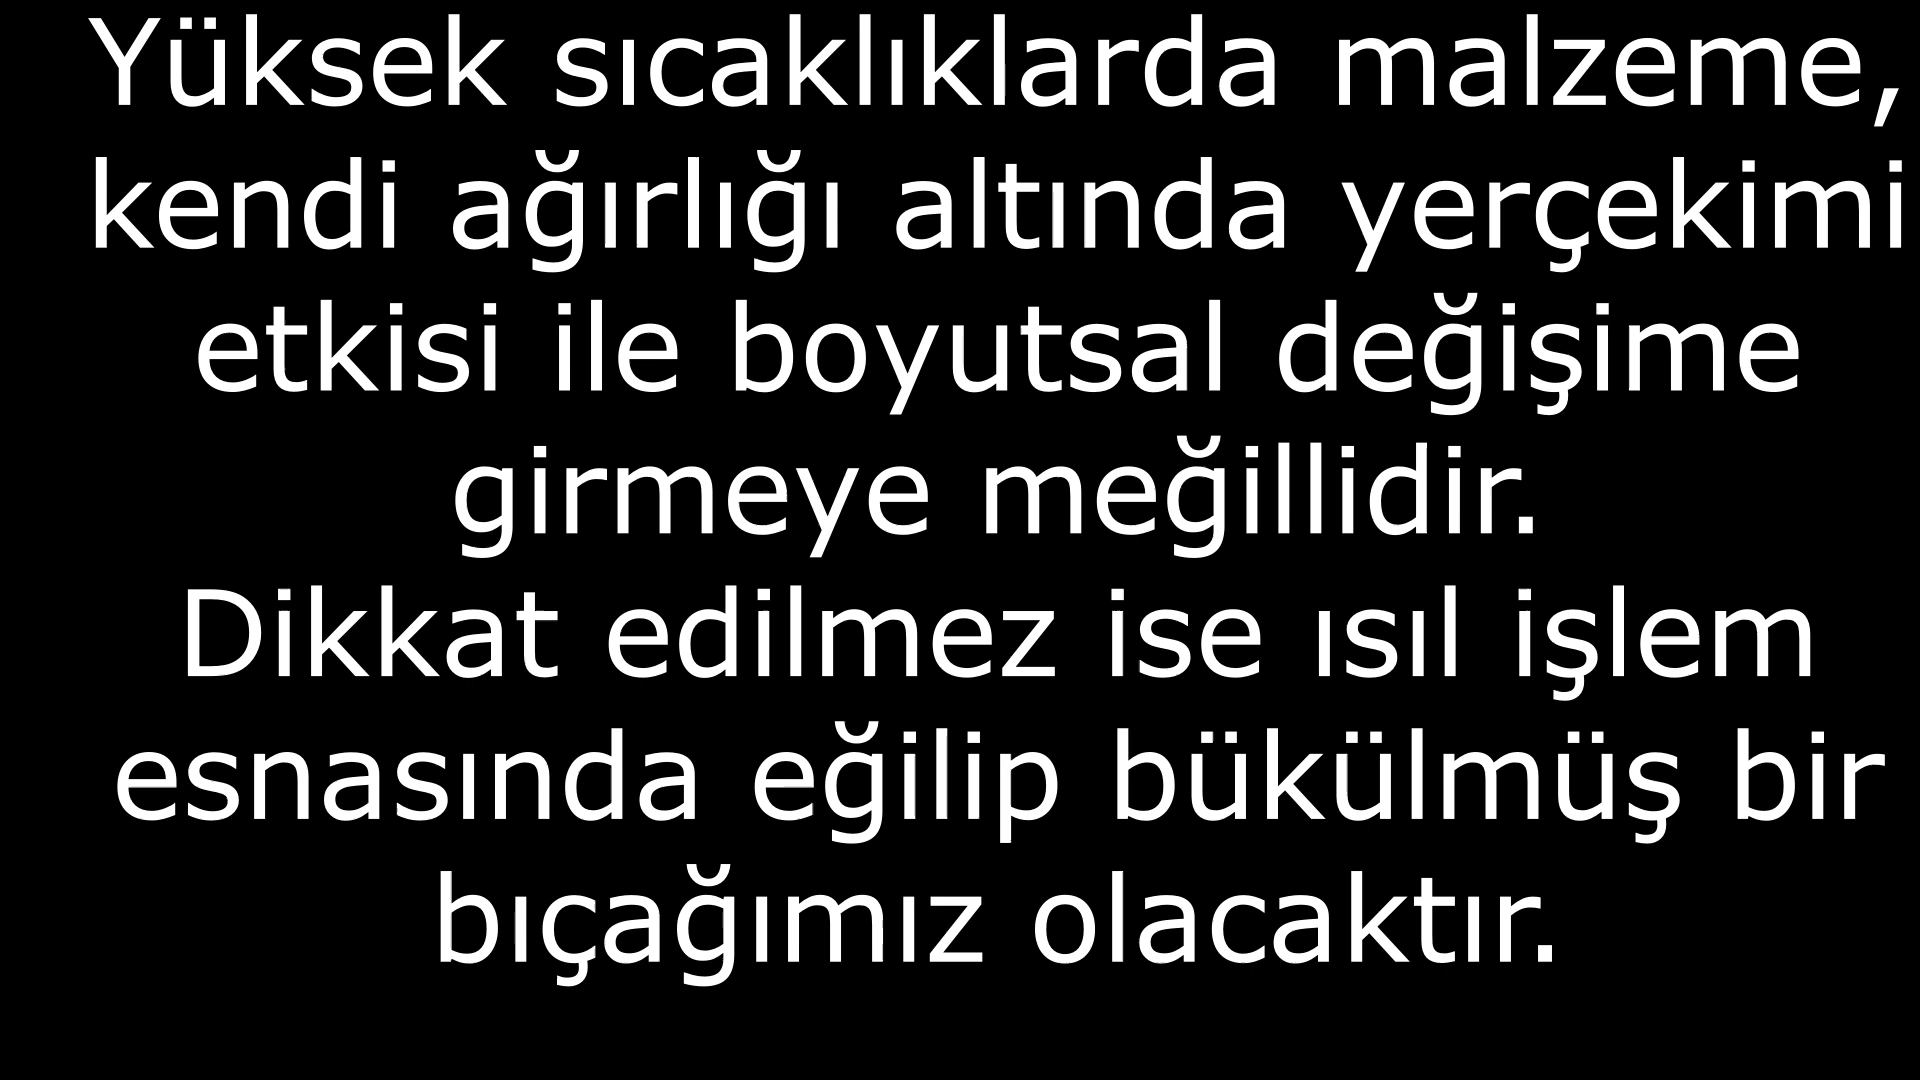 Yüksek sıcaklıklarda malzeme,
kendi ağırlığı altında yerçekimi
etkisi ile boyutsal değişime
girmeye meğillidir.
Dikkat edilmez ise ısıl işlem
esnasında eğilip bükülmüş bir
bıçağımız olacaktır.